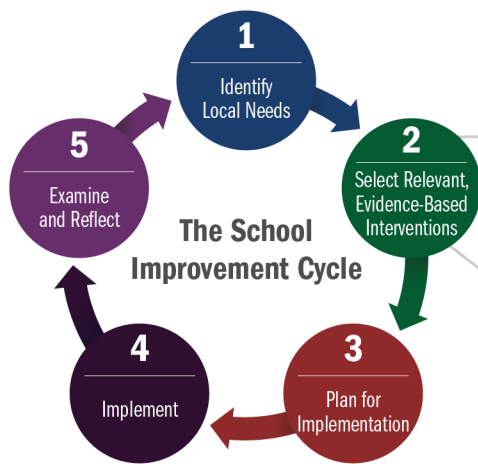 1
Identify
Local Needs
2
Select Relevant,
Evidence-Based
Interventions
3
Plan for
Implementation
4
Implement
5
Examine
and Reflect
The School
Improvement Cycle